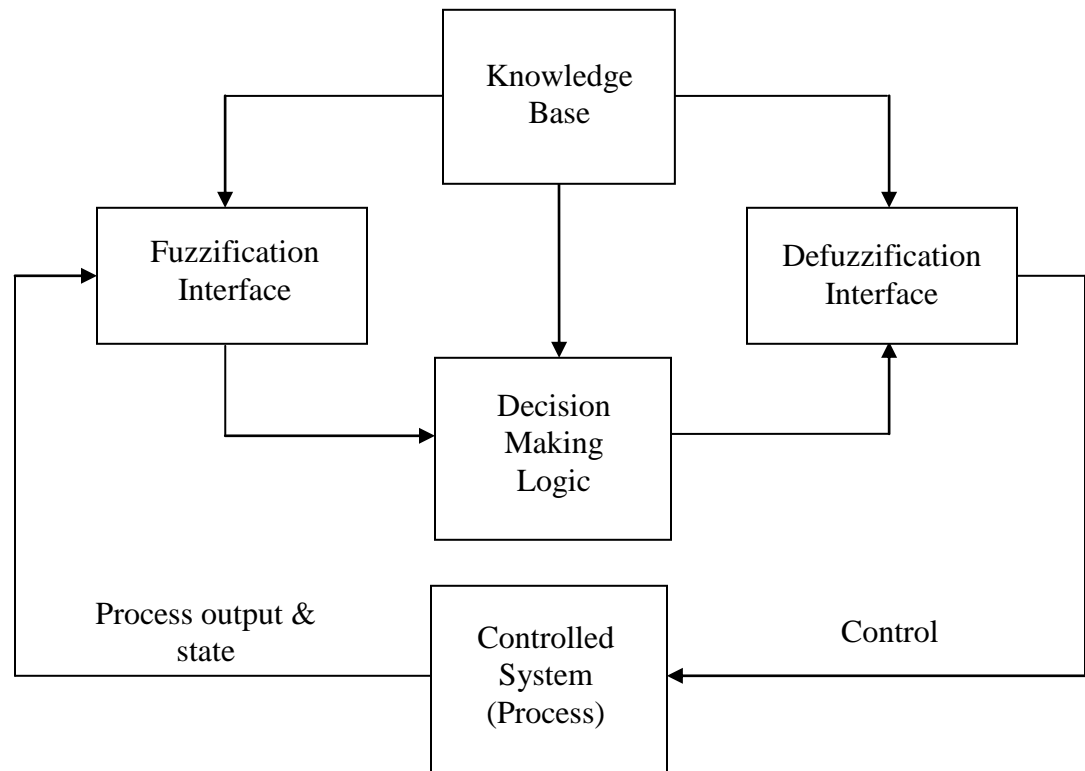 Knowledge
Base
Fuzzification
Interface
Defuzzification
Interface
Decision
Making
Logic
Process output &
state
Controlled
System
(Process)
Control